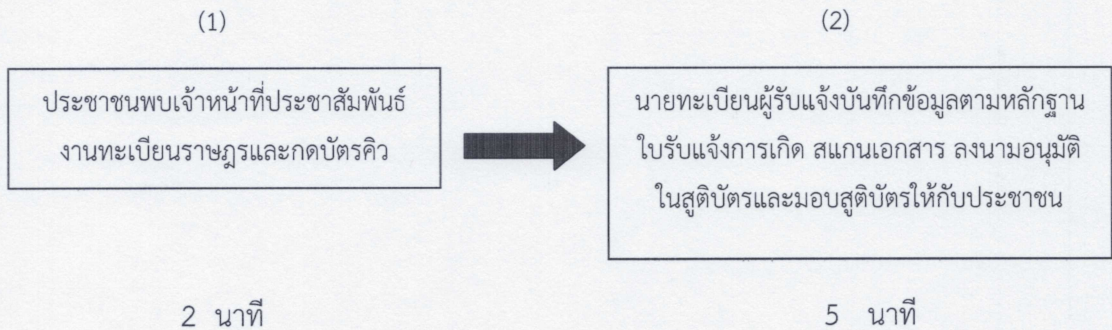 (1)
ประชาชนพบเจ้าหน้าที่ประชาสัมพันธ์
งานทะเบียนราษฎรและกดบัตรคิว
2 นาที
(2)
นายทะเบียนผู้รับแจ้งบันทึกข้อมูลตามหลักฐาน
ใบรับแจ้งการเกิด สแกนเอกสาร ลงนามอนุมัติ
ในสูติบัตรและมอบสูติบัตรให้กับประชาชน
5 นาที